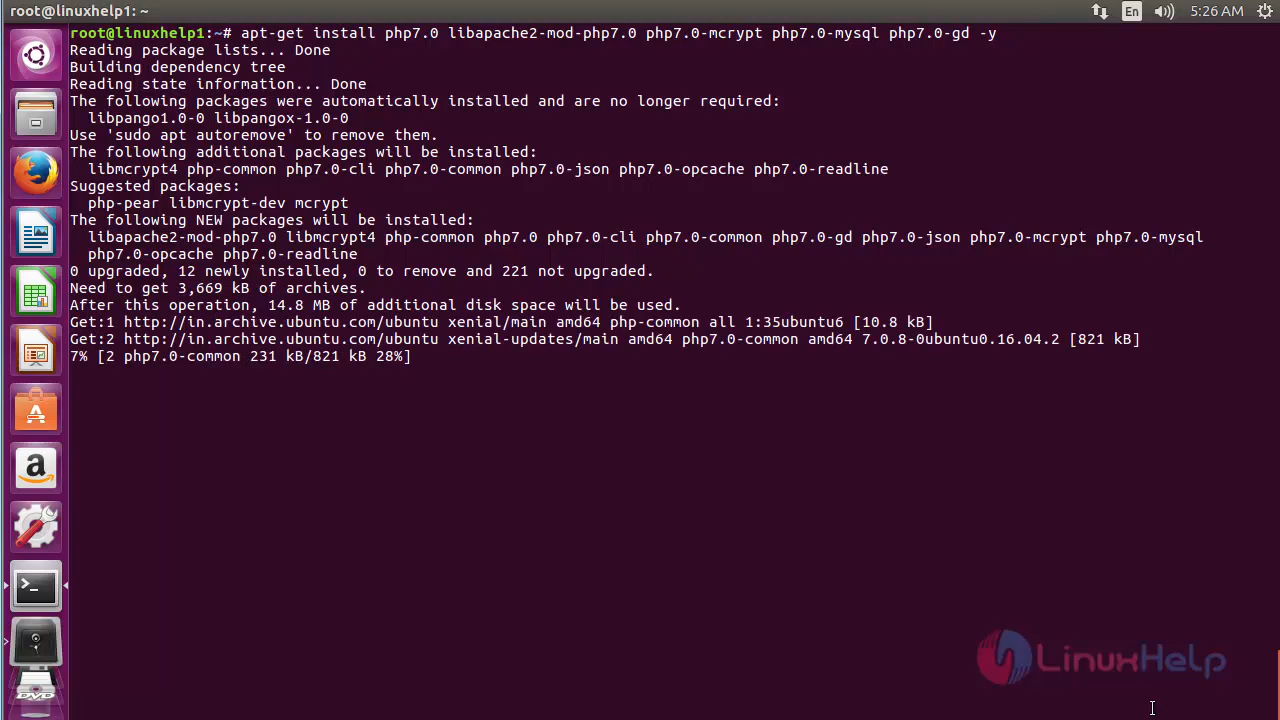 root@linuxhelp1: ~
En
5:26 AM
root@linuxhelp1:~# apt-get install php7.0 libapache2-mod-php7.0 php7.0-mcrypt php7.0-mysql php7.0-gd -y
Reading package lists... Done
Building dependency tree
Reading state information... Done
The following packages were automatically installed and are no longer required:
libpango1.0-0 libpangox-1.0-0
Use 'sudo apt autoremove' to remove them.
The following additional packages will be installed:
libmcrypt4 php-common php7.0-cli php7.0-common php7.0-json php7.0-opcache php7.0-readline
Suggested packages:
php-pear libmcrypt-dev mcrypt
The following NEW packages will be installed:
libapache2-mod-php7.0 libmcrypt4 php-common php7.0 php7.0-cli php7.0-common php7.0-gd php7.0-json php7.0-mcrypt php7.0-mysql
php7.0-opcache php7.0-readline
0 upgraded, 12 newly installed, 0 to remove and 221 not upgraded.
Need to get 3,669 kB of archives.
After this operation, 14.8 MB of additional disk space will be used.
Get:1 http://in.archive.ubuntu.com/ubuntu xenial/main amd64 php-common all 1:35ubuntu6 [10.8 kB]
Get:2 http://in.archive.ubuntu.com/ubuntu xenial-updates/main amd64 php7.0-common amd64 7.0.8-0ubuntu0.16.04.2 [821 kB]
7% [2 php7.0-common 231 kB/821 kB 28%]
DVD
LinuxHelp